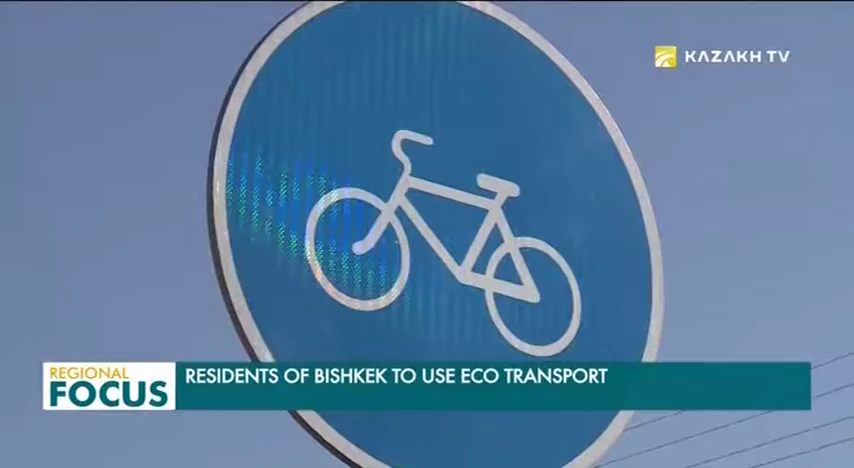 KAZAKH TV
REGIONAL
FOCUS
RESIDENTS OF BISHKEK TO USE ECO TRANSPORT